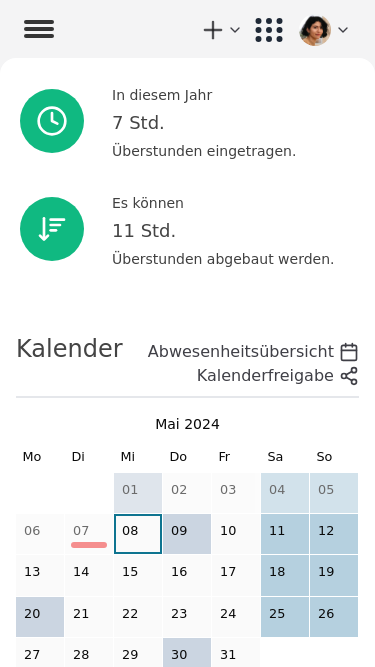 In diesem Jahr
7 Std.
Überstunden eingetragen.
Es können
11 Std.
Überstunden abgebaut werden.
Kalender
Abwesenheitsübersicht
Kalenderfreigabe
Mai 2024
Mo Di Mi Do Fr Sa So
01 02 03 04 05
06 07 08 09 10 11 12
13 14 15 16 17 18 19
20 21 22 23 24 25 26
27 28 29 30 31